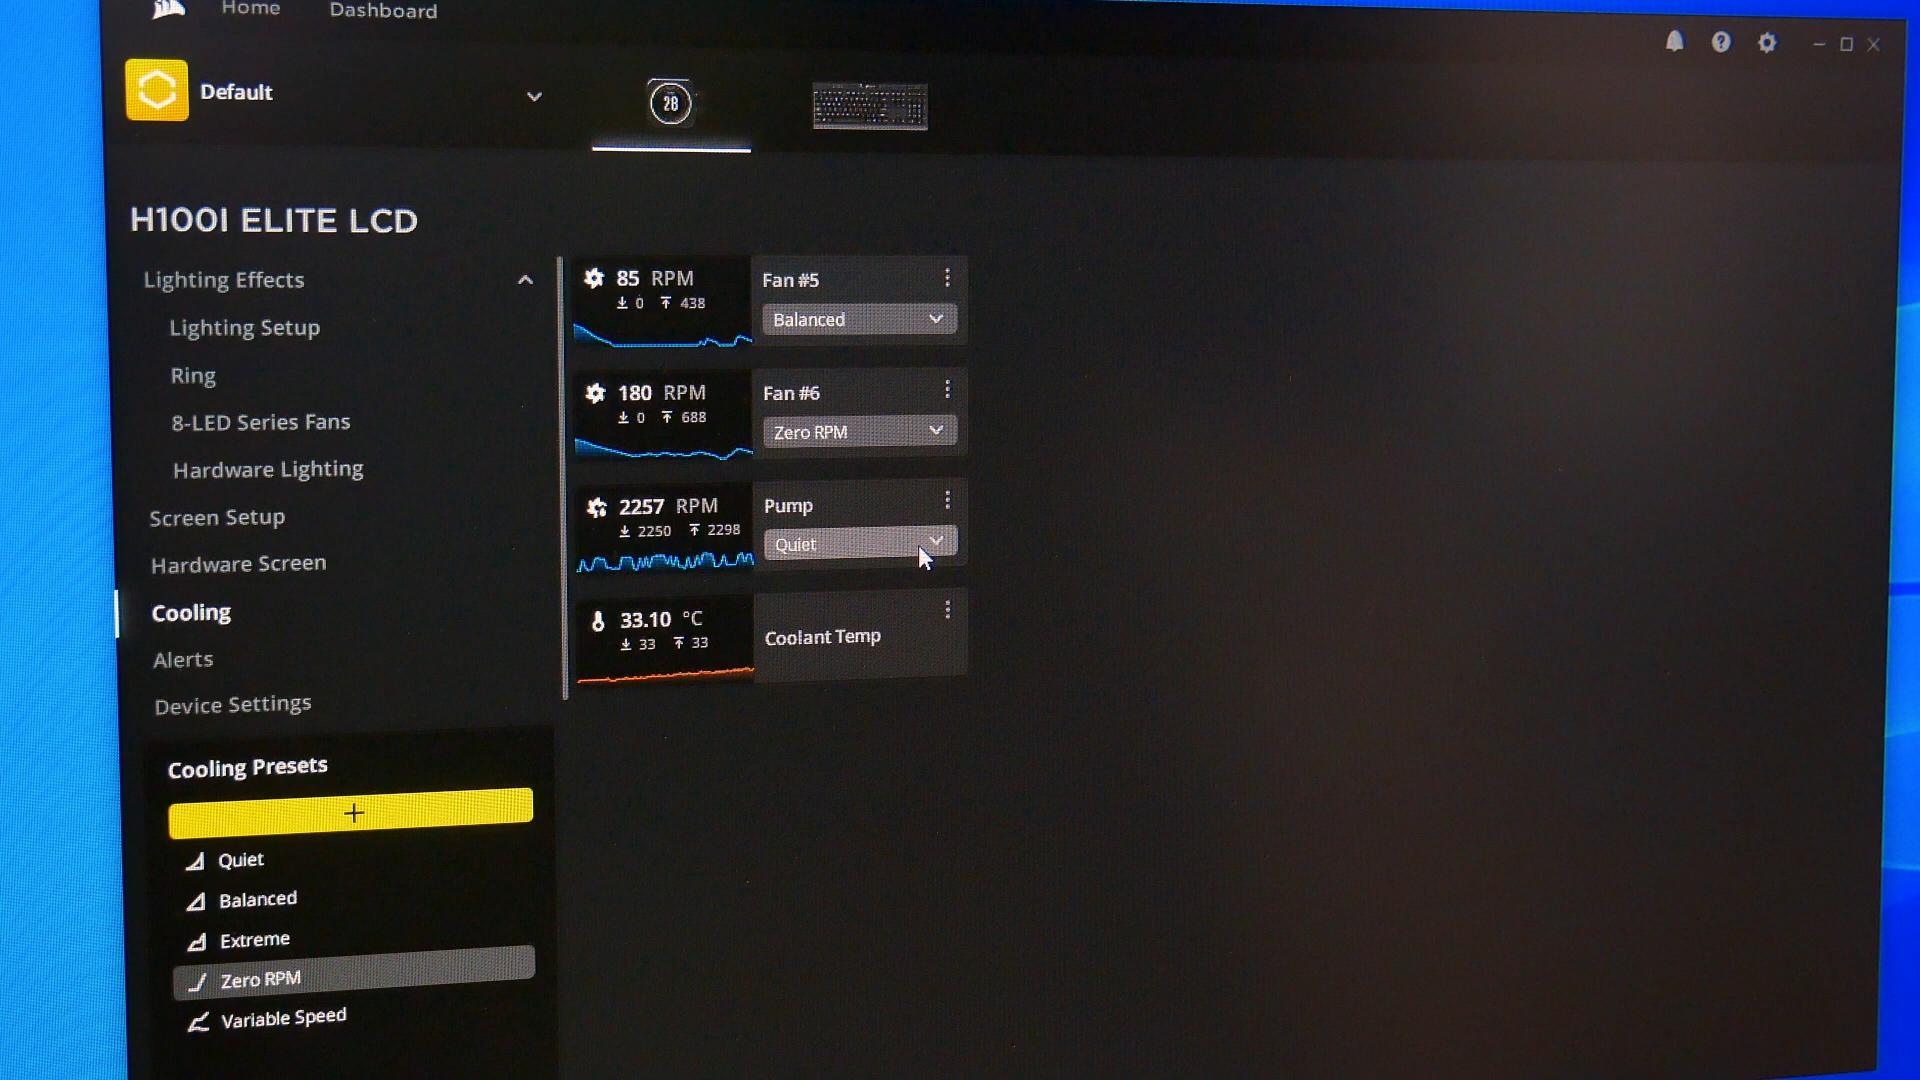 Home Dashboard
Default
28
H100I ELITE LCD
Lighting Effects
Lighting Setup
Ring
8-LED Series Fans
Hardware Lighting
Screen Setup
Hardware Screen
Cooling
Alerts
Device Settings
Cooling Presets
+
Quiet
Balanced
Extreme
Zero RPM
Variable Speed
85 RPM
0 438
Fan #5
Balanced
180 RPM
0 688
Fan #6
Zero RPM
2257 RPM
2250 2298
Pump
Quiet
33.10 °C
33 33
Coolant Temp